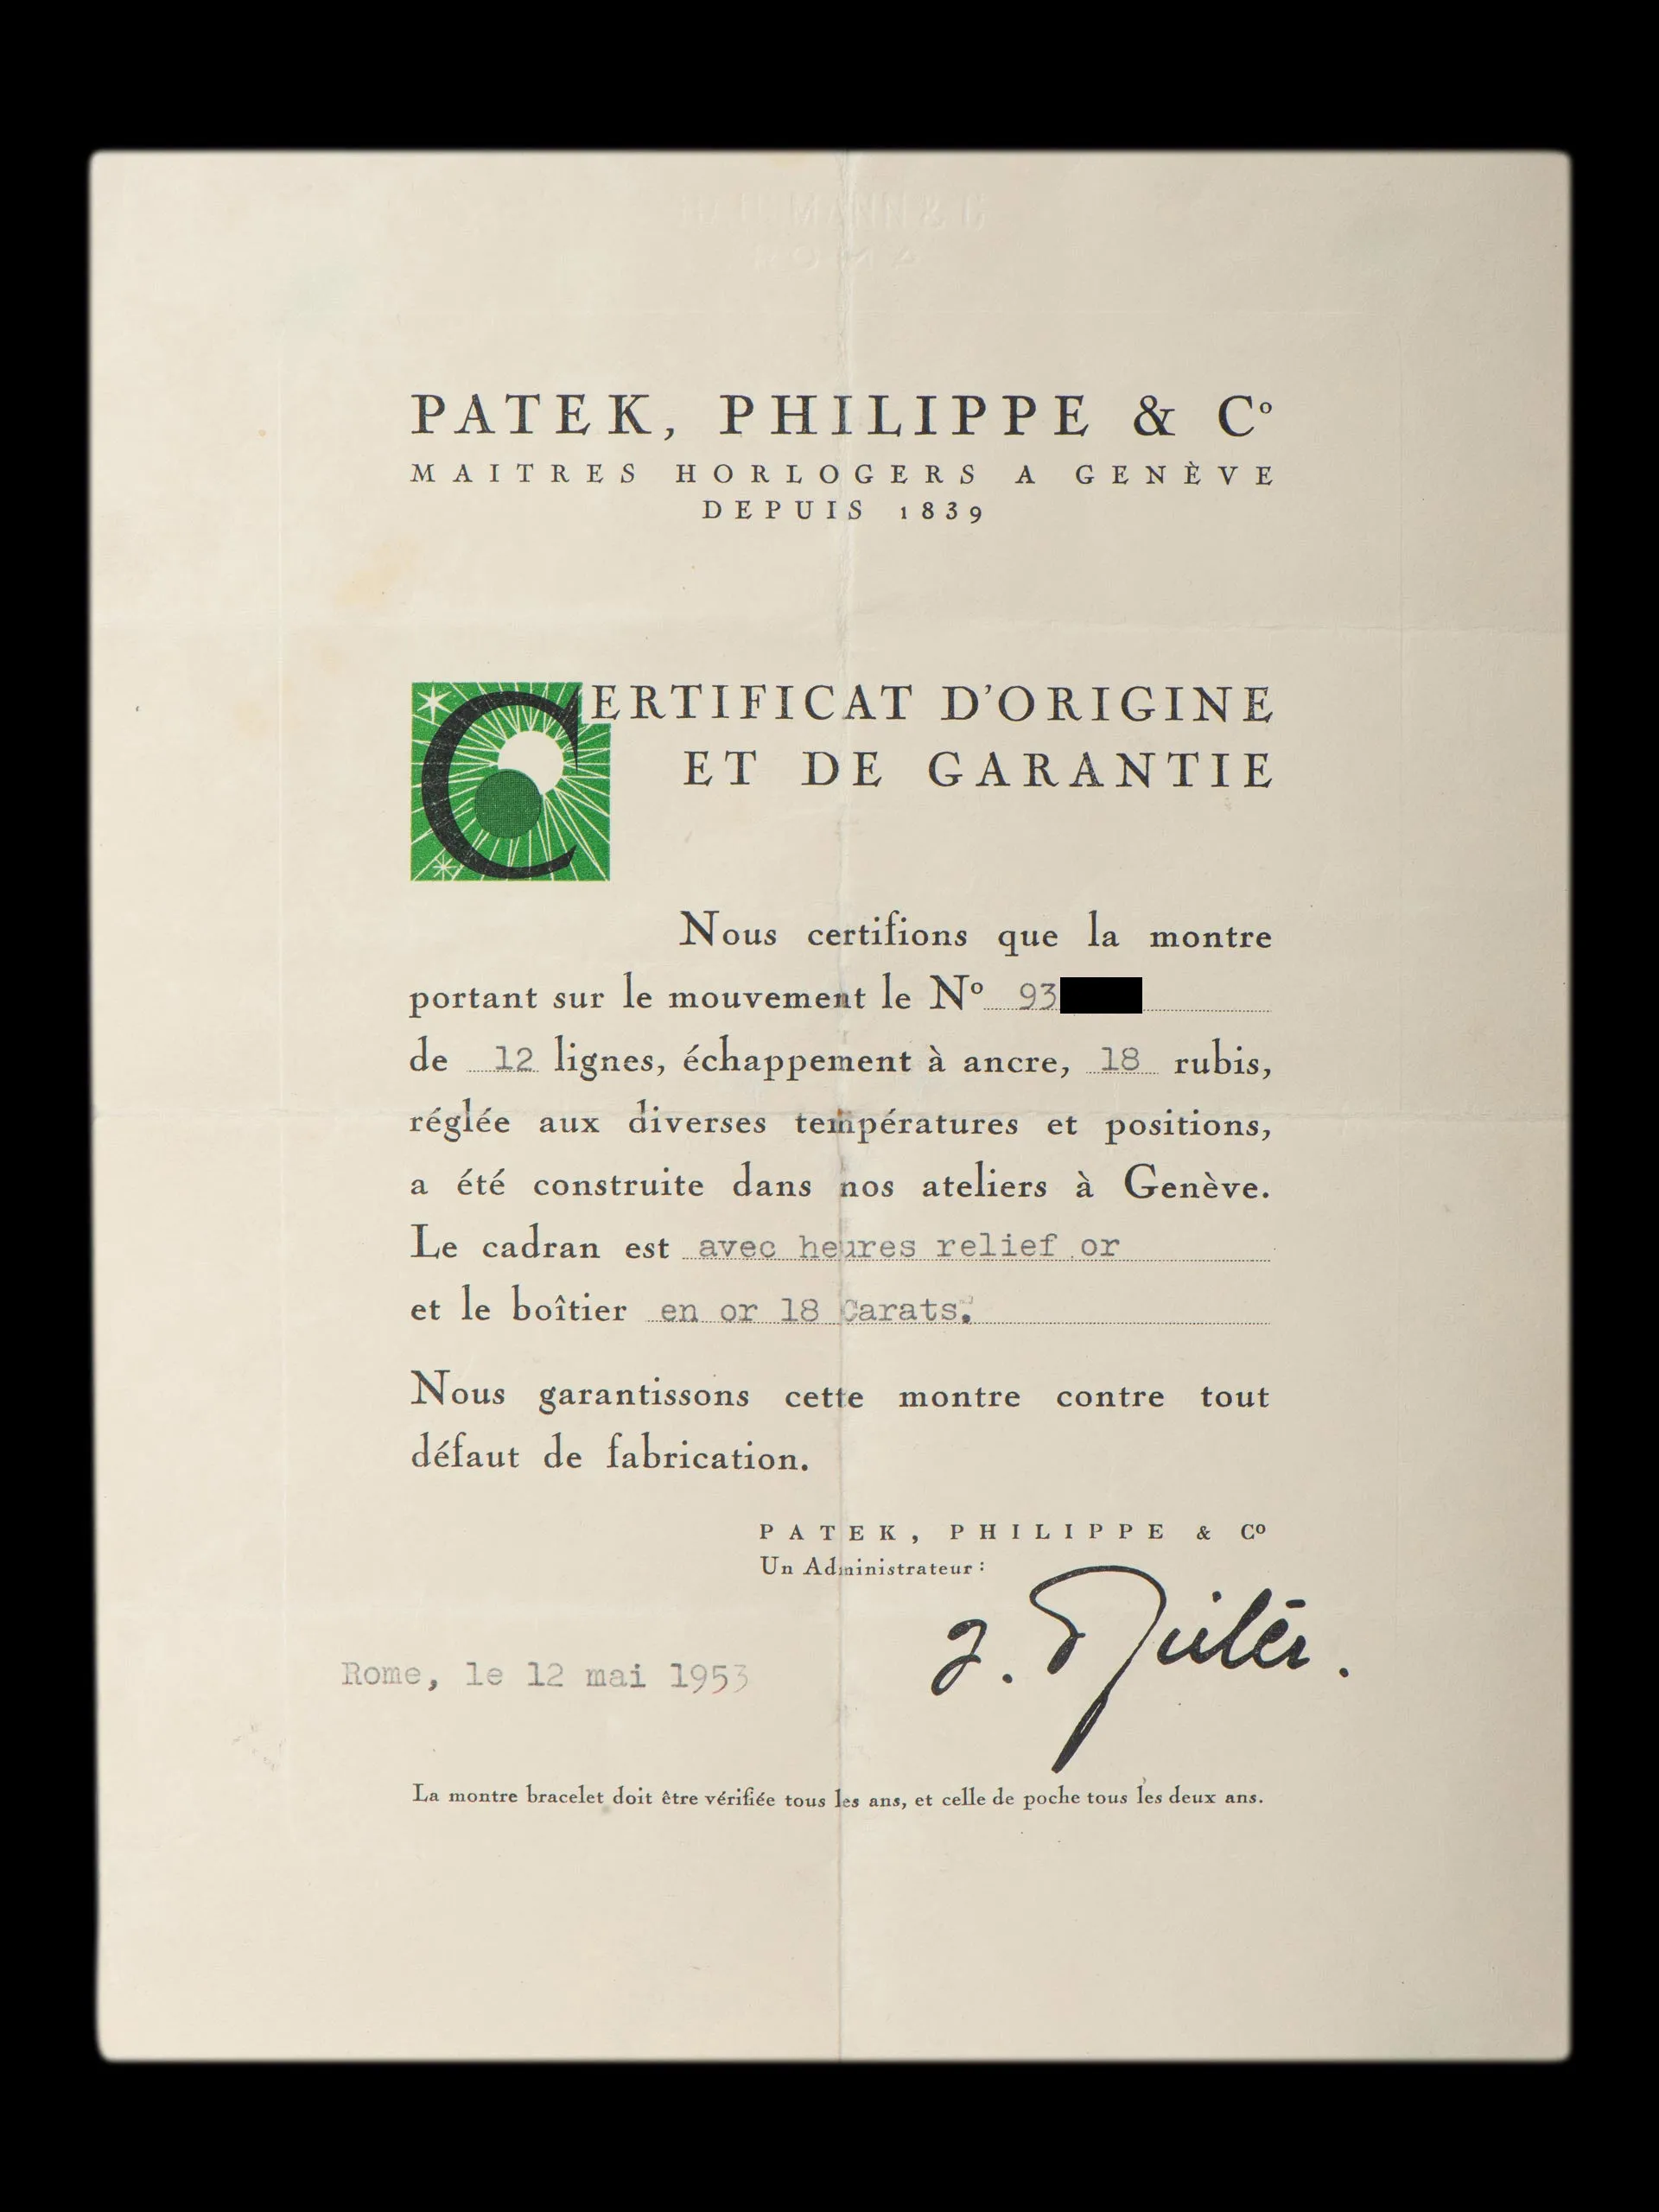 PATEK, PHILIPPE & Cº
MAITRES HORLOGERS A GENÈVE
DEPUIS 1839
CERTIFICAT D'ORIGINE
ET DE GARANTIE
Nous certifions que la montre
portant sur le mouvement le Nº 93
de 12 lignes, échappement à ancre, 18 rubis,
réglée aux diverses températures et positions,
a été construite dans nos ateliers à Genève.
Le cadran est avec heures relief or
et le boîtier en or 18 Carats.
Nous garantissons cette montre contre tout
défaut de fabrication.
PATEK, PHILIPPE & Cº
Un Administrateur :
Rome, le 12 mai 1953
La montre bracelet doit être vérifiée tous les ans, et celle de poche tous les deux ans.